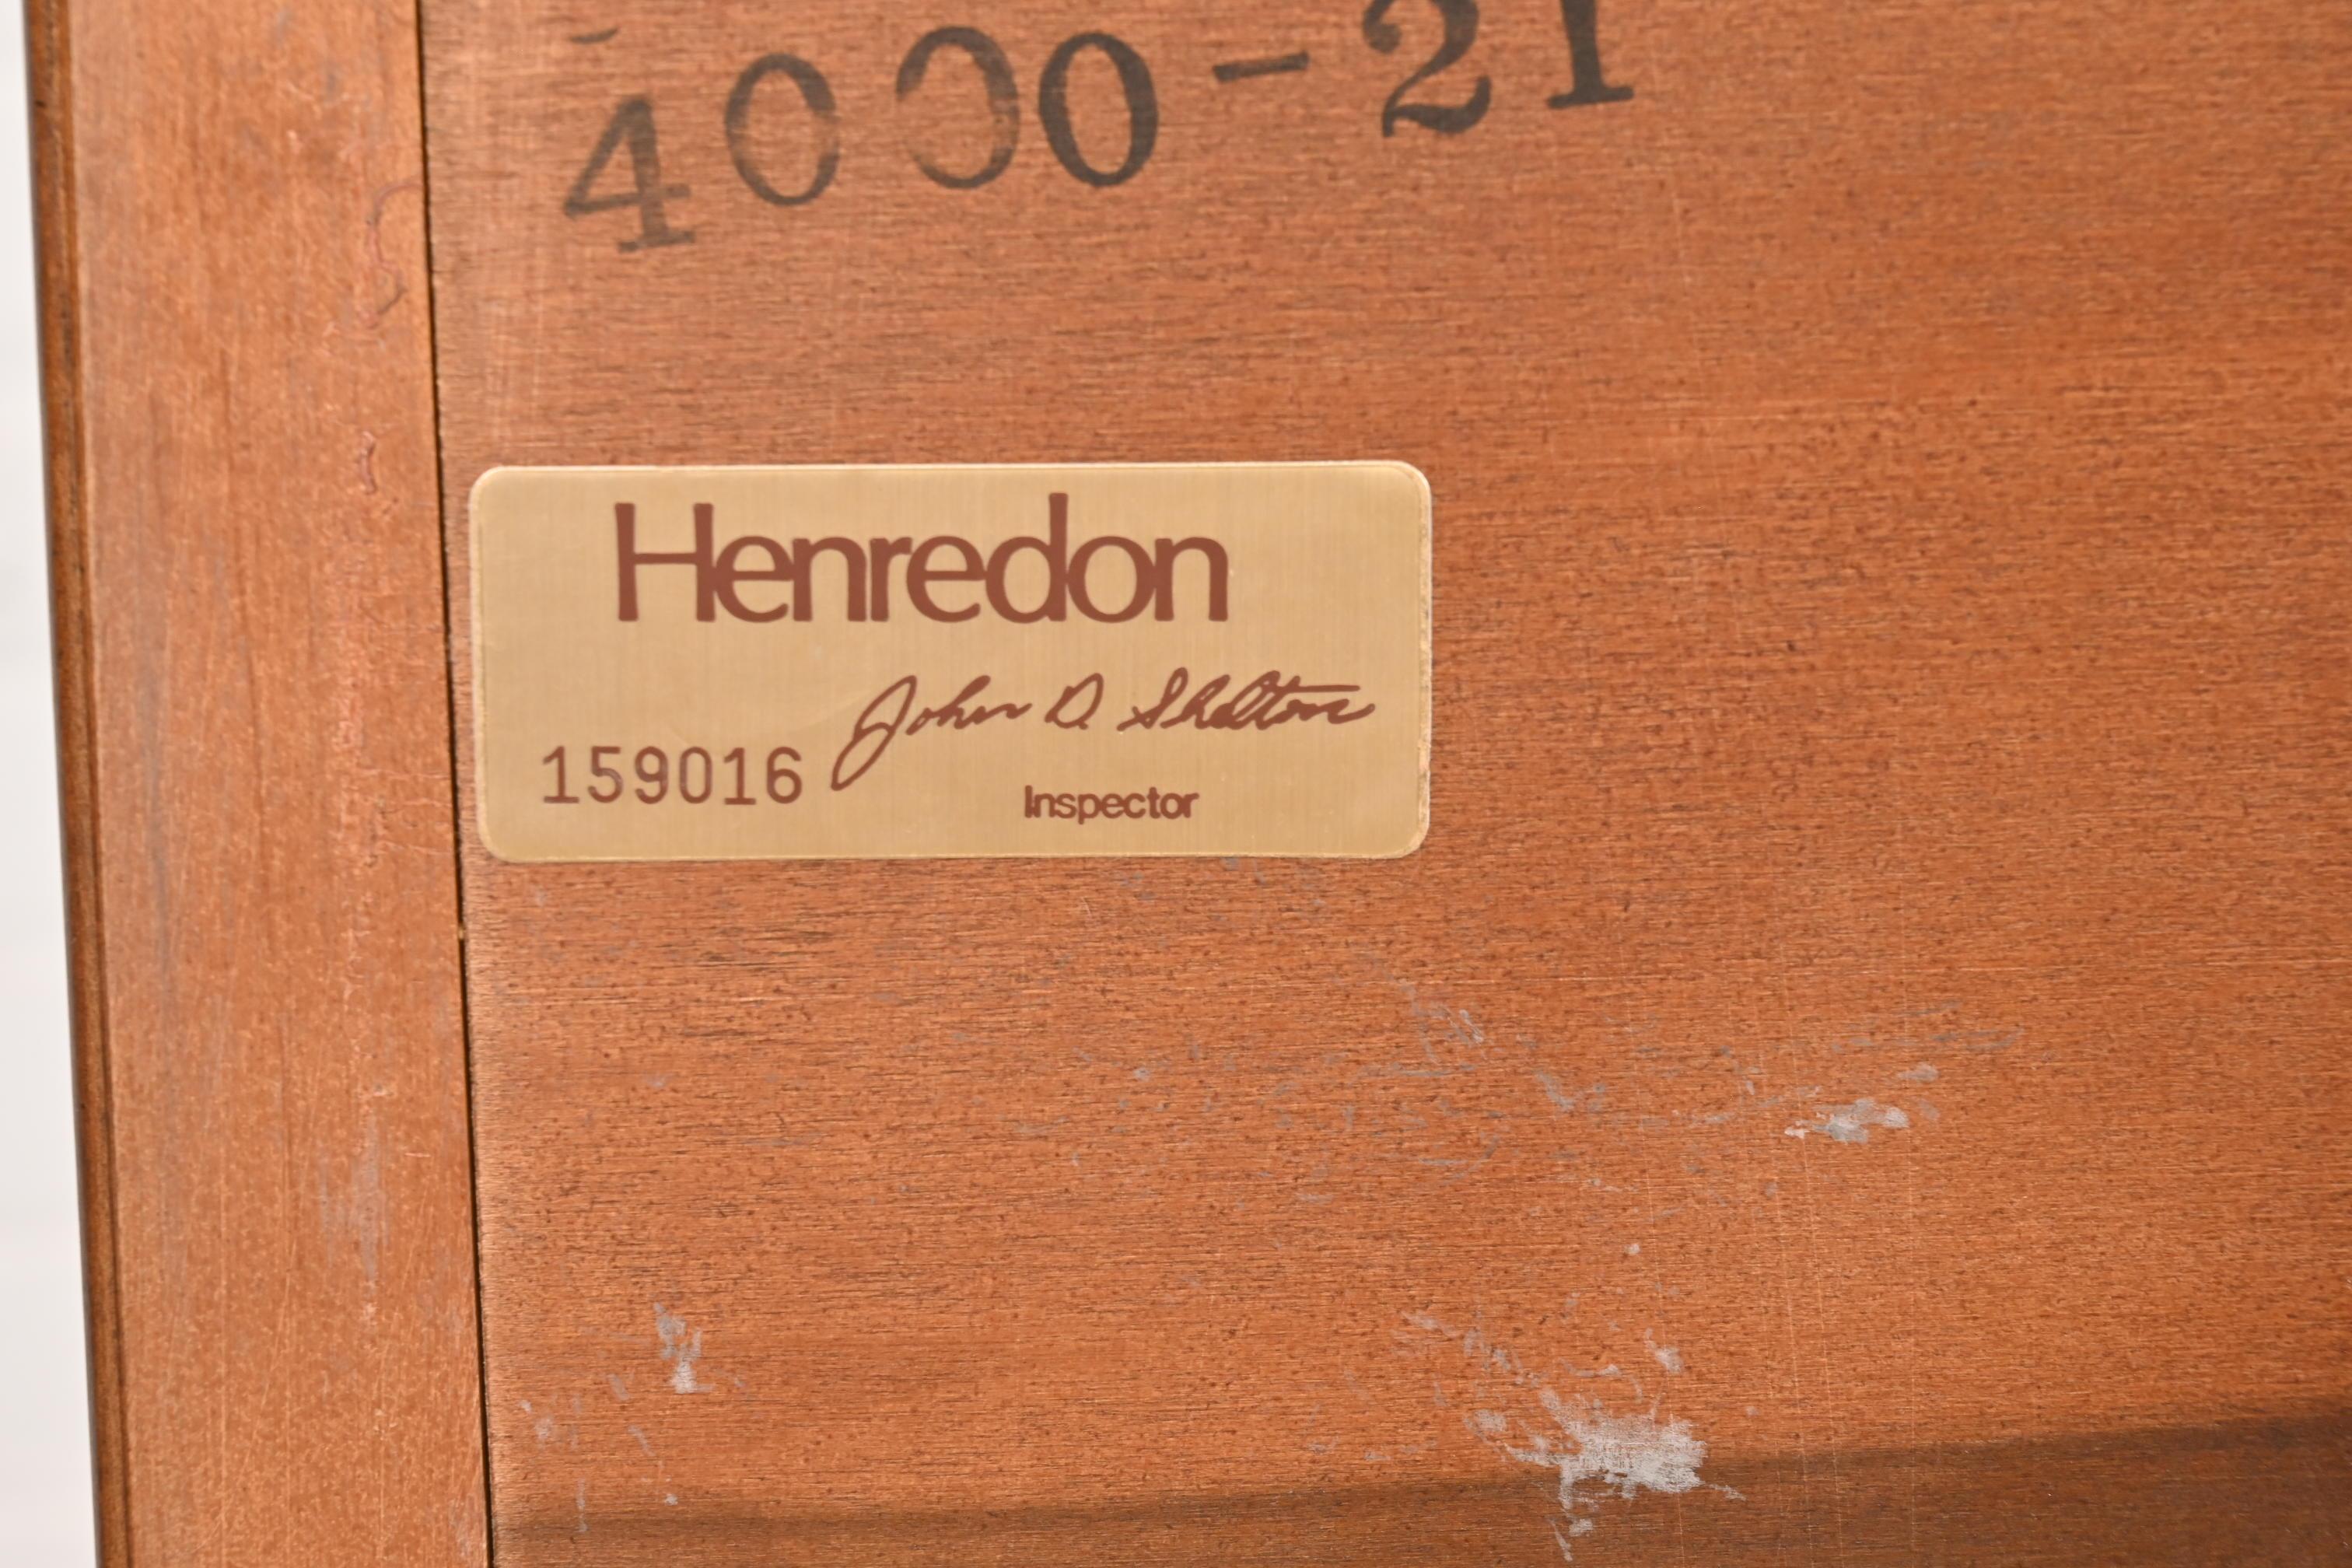 4000-21
Henredon
John D. Shelton
159016
Inspector